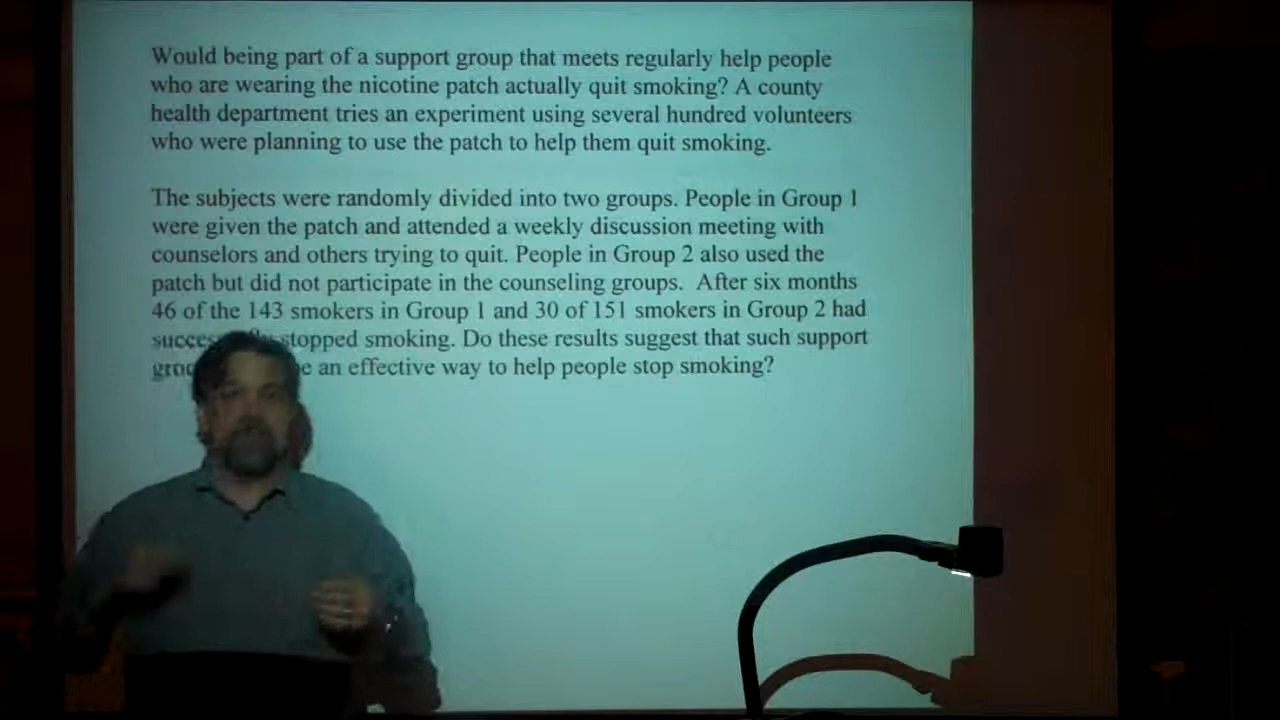 Would being part of a support group that meets regularly help people
who are wearing the nicotine patch actually quit smoking? A county
health department tries an experiment using several hundred volunteers
who were planning to use the patch to help them quit smoking.
The subjects were randomly divided into two groups. People in Group 1
were given the patch and attended a weekly discussion meeting with
counselors and others trying to quit. People in Group 2 also used the
patch but did not participate in the counseling groups. After six months
46 of the 143 smokers in Group 1 and 30 of 151 smokers in Group 2 had
stopped smoking. Do these results suggest that such support
an effective way to help people stop smoking?